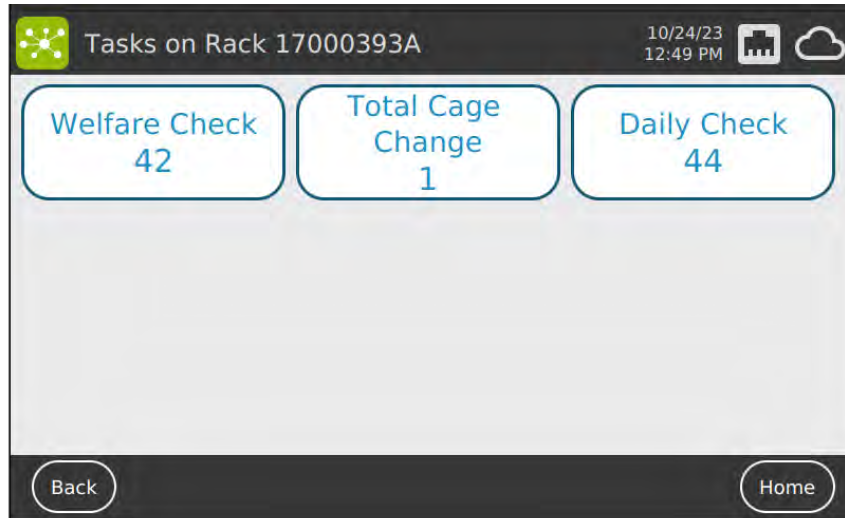 Tasks on Rack 17000393A
10/24/23
12:49 PM
Welfare Check
42
Total Cage
Change
1
Daily Check
44
Back
Home